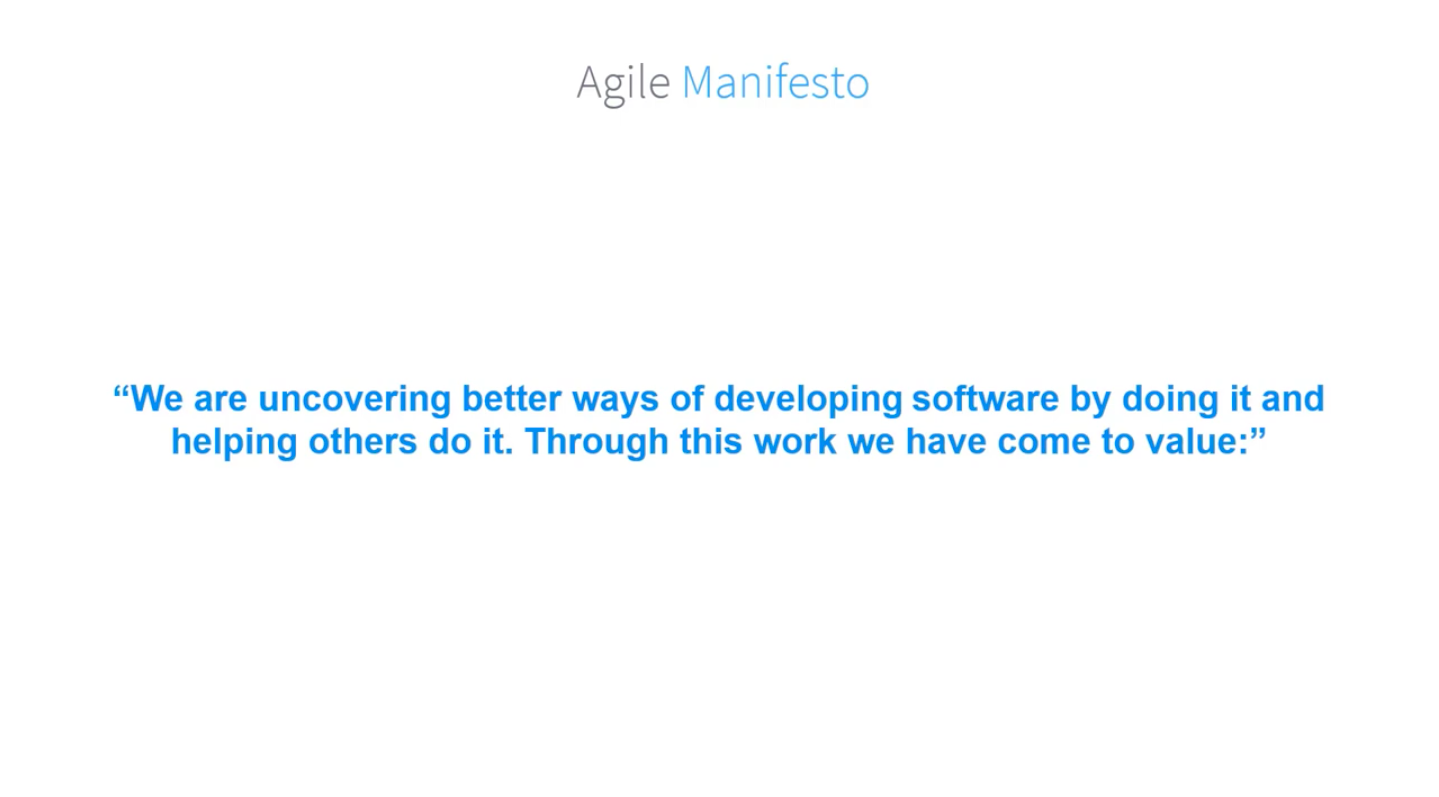 Agile Manifesto
“We are uncovering better ways of developing software by doing it and
helping others do it. Through this work we have come to value:”